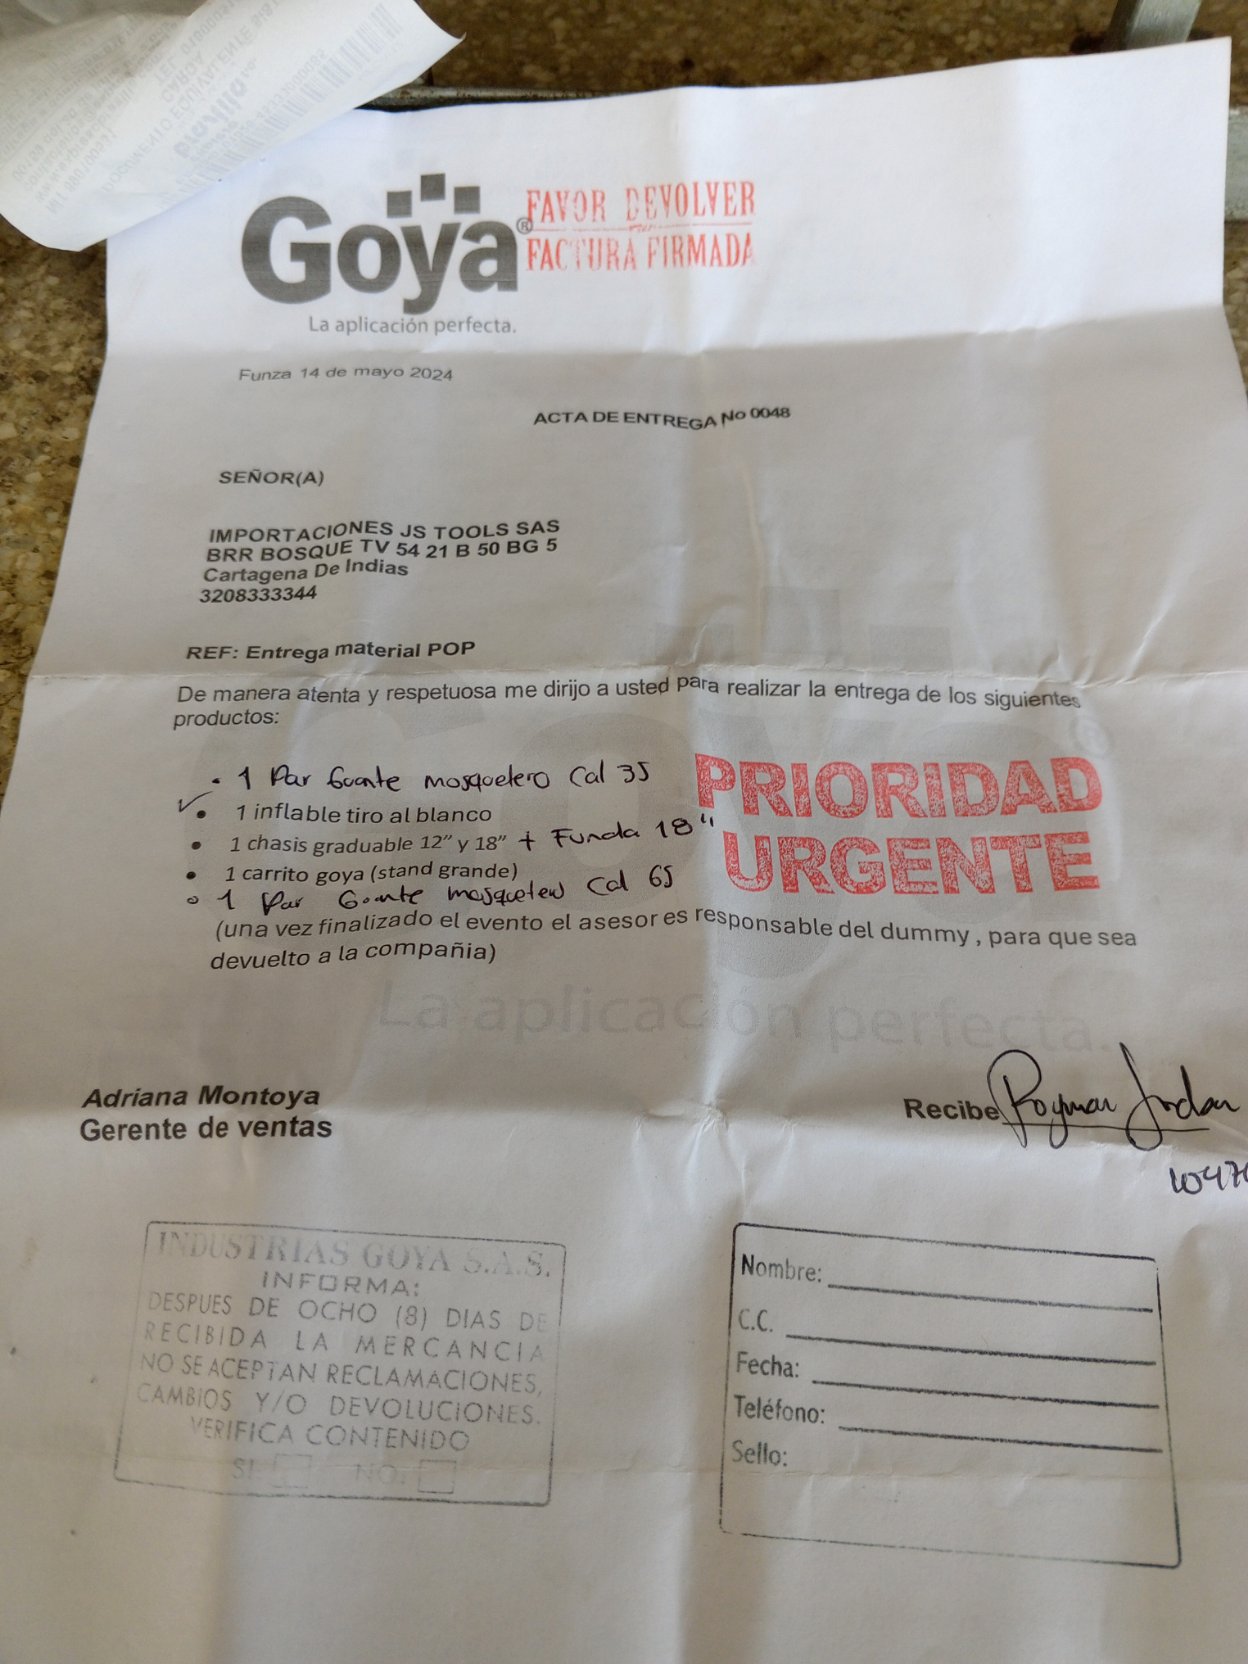 Goya®
FAVOR DEVOLVER
FACTURA FIRMADA
La aplicación perfecta.
Funza 14 de mayo 2024
ACTA DE ENTREGA No 0048
SEÑOR(A)
IMPORTACIONES JS TOOLS SAS
BRR BOSQUE TV 54 21 B 50 BG 5
Cartagena De Indias
3208333344
REF: Entrega material POP
De manera atenta y respetuosa me dirijo a usted para realizar la entrega de los siguientes
productos:
• 1 Par Guante mosquetero Cal 35
• 1 inflable tiro al blanco
• 1 chasis graduable 12” y 18” + Funda 18"
• 1 carrito goya (stand grande)
• 1 Par Guante mosquetero Cal 65
PRIORIDAD
URGENTE
(una vez finalizado el evento el asesor es responsable del dummy , para que sea
devuelto a la compañia)
La aplicación perfecta.
Adriana Montoya
Gerente de ventas
Recibe Roymar Jordan
INDUSTRIAS GOYA S.A.S.
INFORMA:
DESPUES DE OCHO (8) DIAS DE
RECIBIDA LA MERCANCIA
NO SE ACEPTAN RECLAMACIONES,
CAMBIOS Y/O DEVOLUCIONES.
VERIFICA CONTENIDO
SI: NO:
Nombre:
C.C.
Fecha:
Teléfono:
Sello: